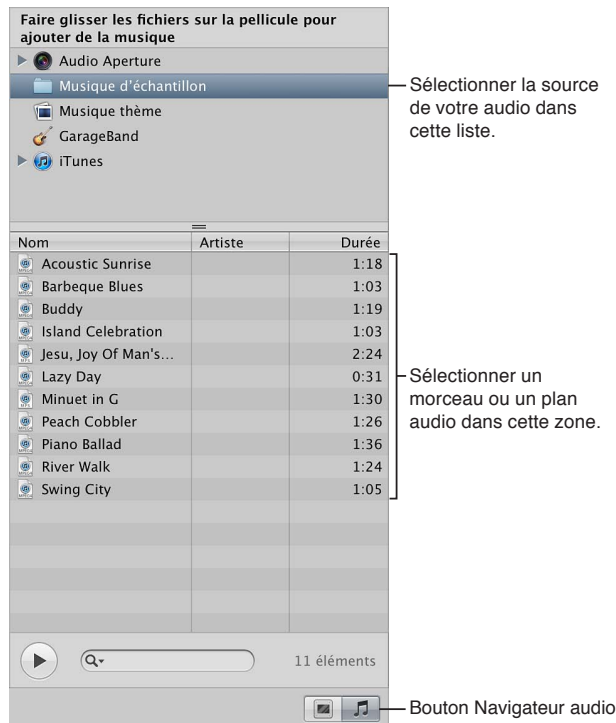 Faire glisser les fichiers sur la pellicule pour
ajouter de la musique
Audio Aperture
Musique d'échantillon
Musique thème
GarageBand
iTunes
Sélectionner la source
de votre audio dans
cette liste.
Nom Artiste Durée
Acoustic Sunrise 1:18
Barbeque Blues 1:03
Buddy 1:19
Island Celebration 1:03
Jesu, Joy Of Man's... 2:24
Lazy Day 0:31
Minuet in G 1:30
Peach Cobbler 1:26
Piano Ballad 1:36
River Walk 1:24
Swing City 1:05
Sélectionner un
morceau ou un plan
audio dans cette zone.
11 éléments
Bouton Navigateur audio